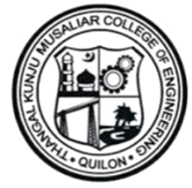 THANGAL KUNJU MUSALIAR COLLEGE OF ENGINEERING
• QUILON •